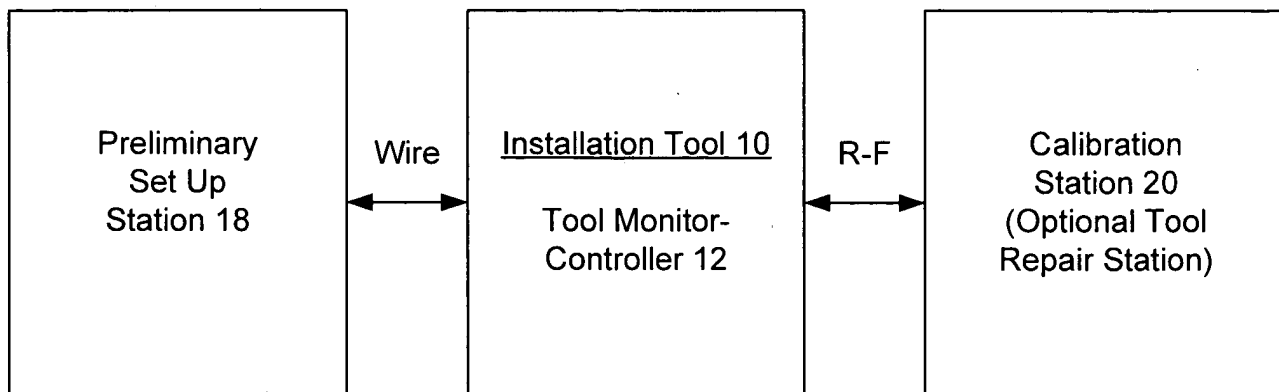 Preliminary
Set Up
Station 18
Wire
Installation Tool 10
Tool Monitor-
Controller 12
R-F
Calibration
Station 20
(Optional Tool
Repair Station)